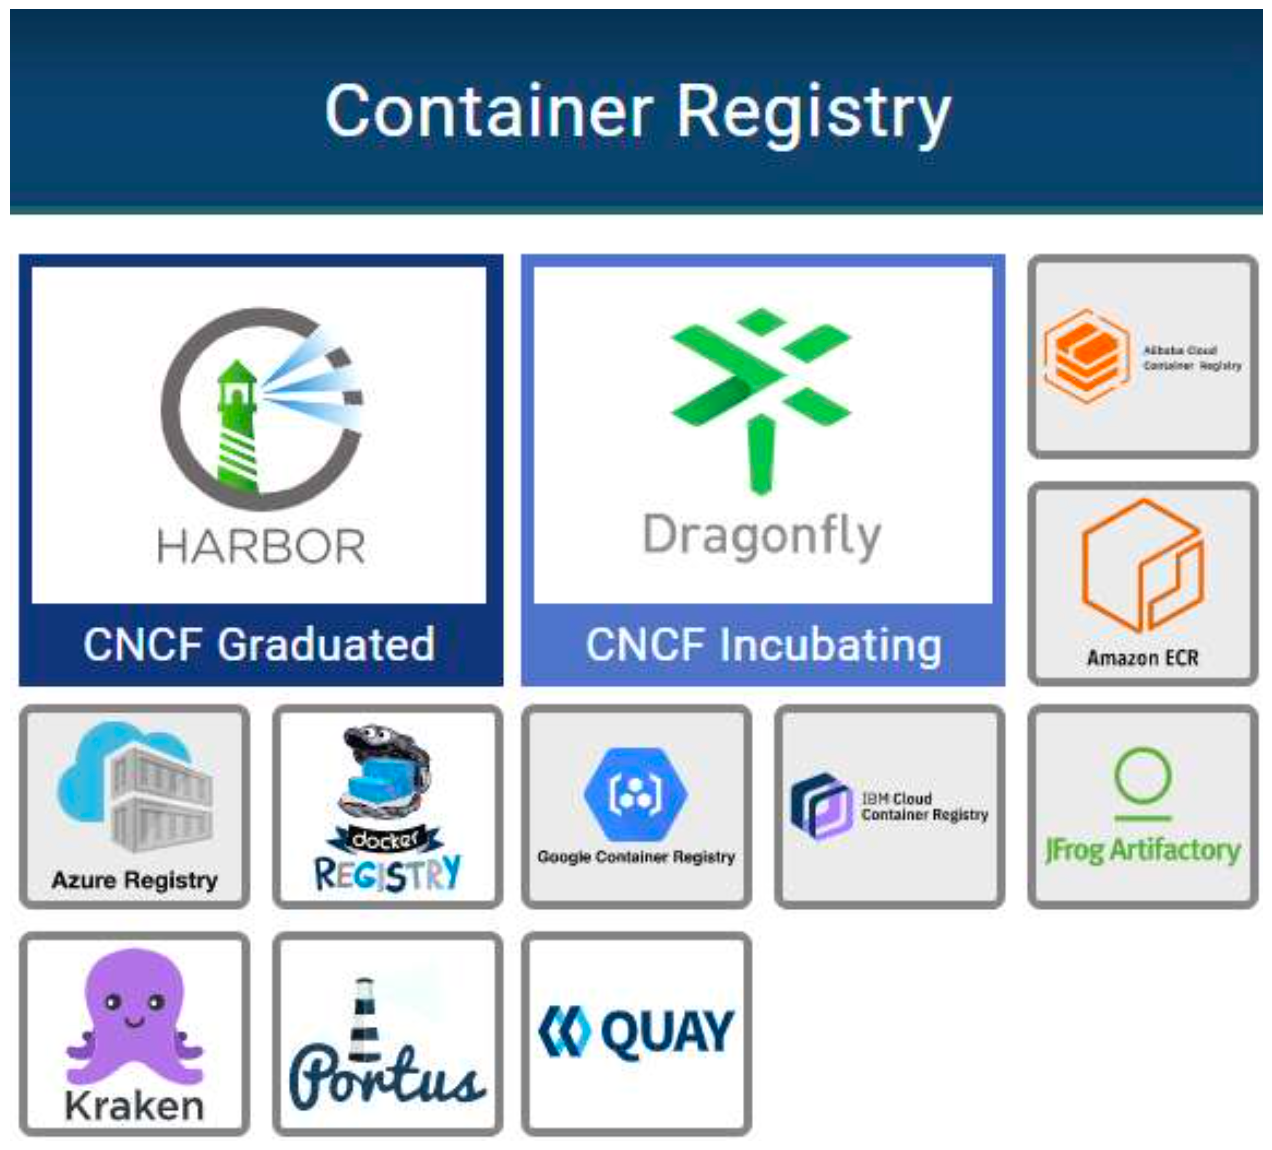 Container Registry
HARBOR
CNCF Graduated
Dragonfly
CNCF Incubating
Alibaba Cloud
Container Registry
Amazon ECR
Azure Registry
docker
REGISTRY
Google Container Registry
IBM Cloud
Container Registry
JFrog Artifactory
Kraken
Portus
QUAY